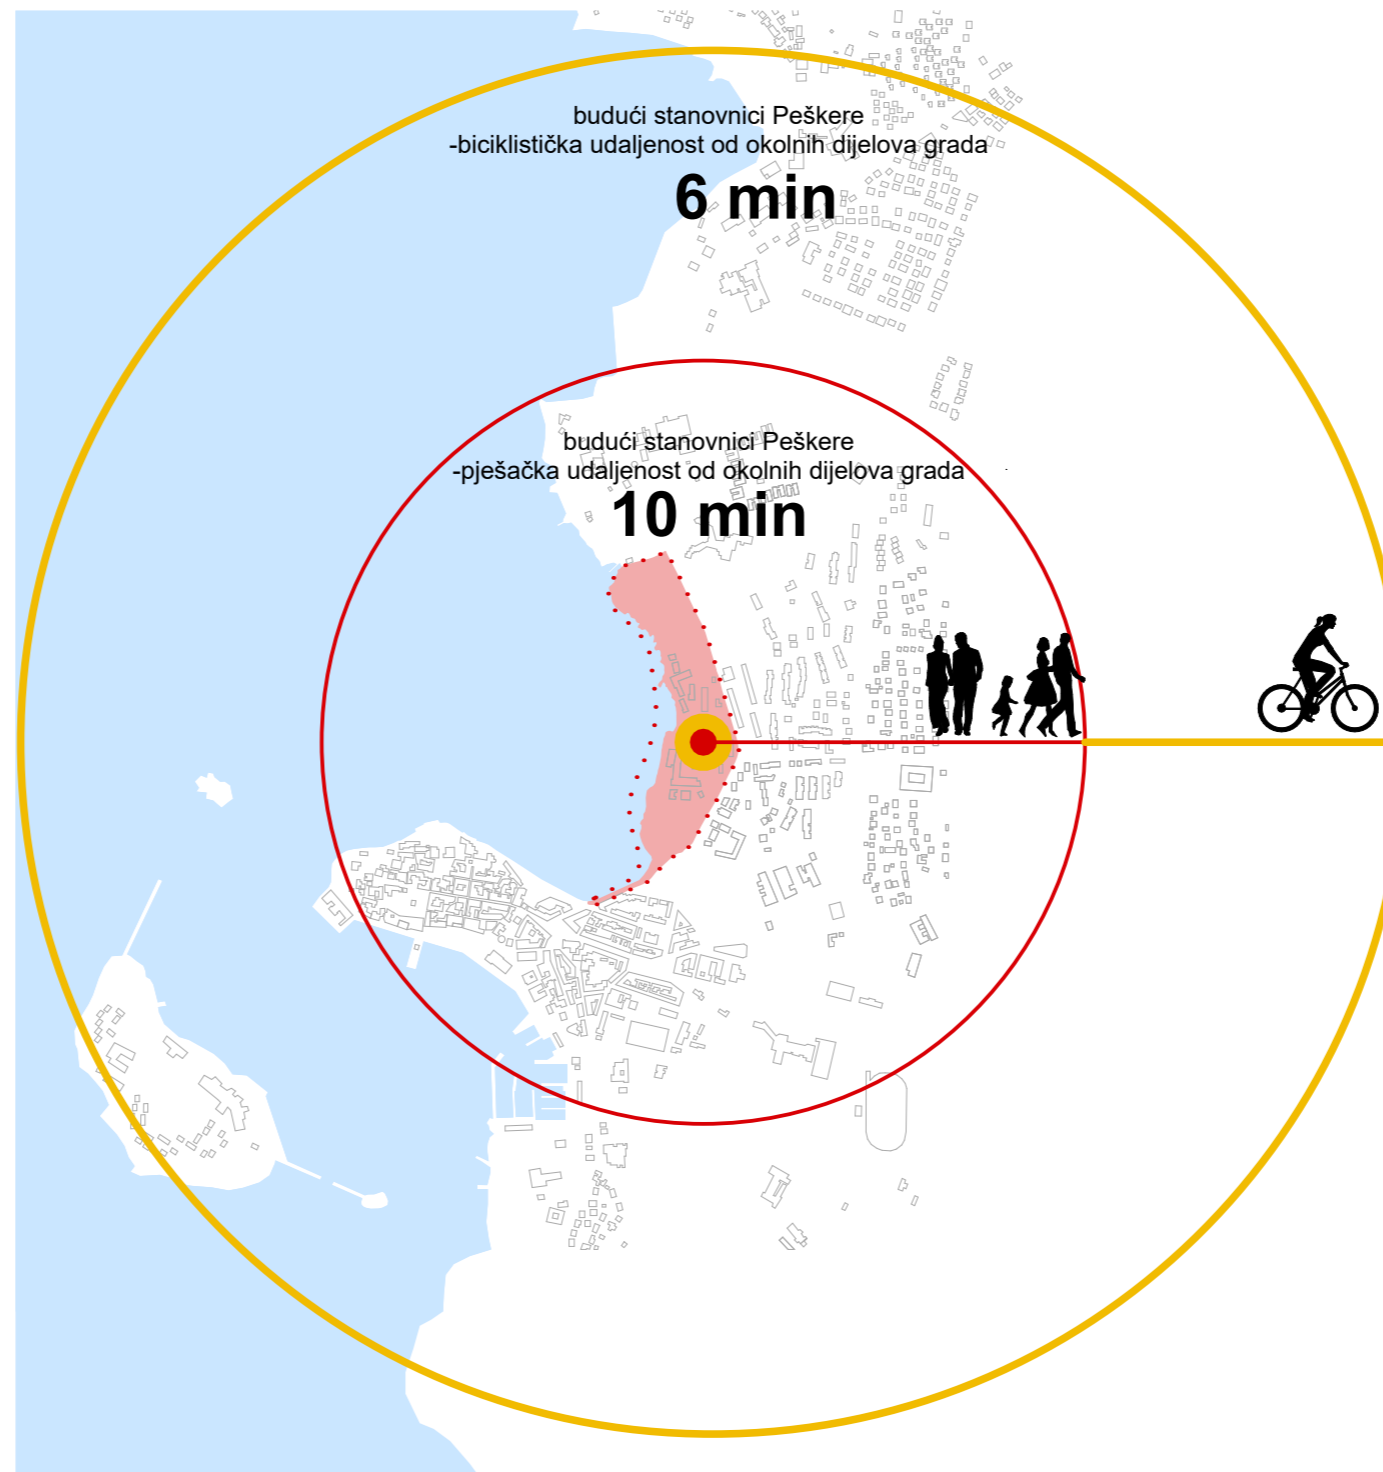 budući stanovnici Peškere
-biciklistička udaljenost od okolnih dijelova grada
6 min
budući stanovnici Peškere
-pješačka udaljenost od okolnih dijelova grada
10 min